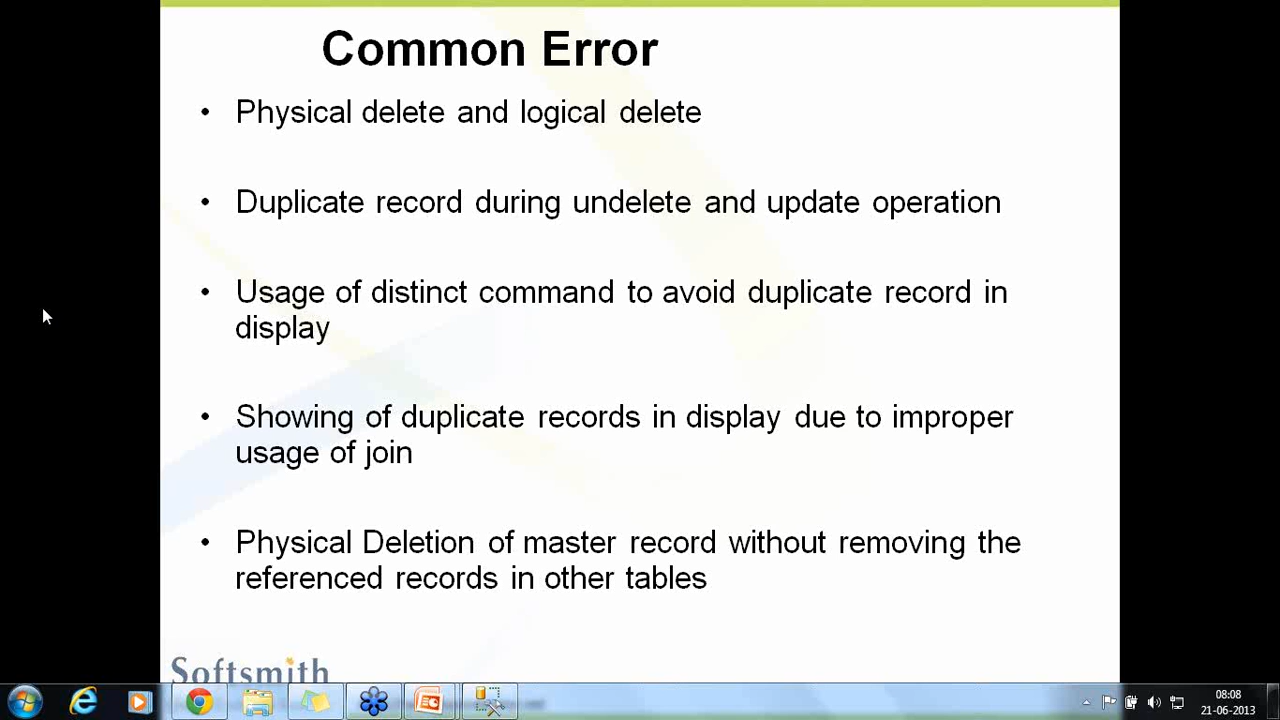 Common Error
• Physical delete and logical delete
• Duplicate record during undelete and update operation
• Usage of distinct command to avoid duplicate record in
display
• Showing of duplicate records in display due to improper
usage of join
• Physical Deletion of master record without removing the
referenced records in other tables
Softsmith
08:08
21-06-2013